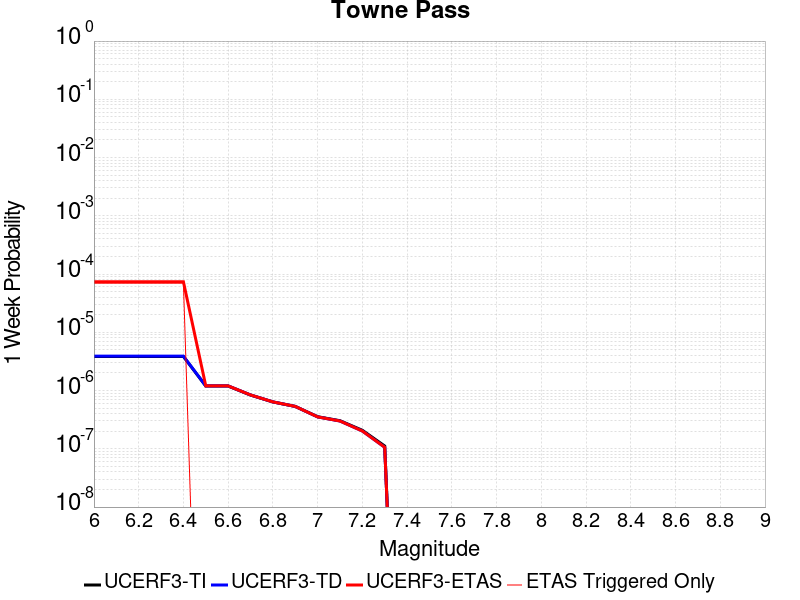 Towne Pass
10^0
10^-1
10^-2
10^-3
10^-4
10^-5
10^-6
10^-7
10^-8
1 Week Probability
6 6.2 6.4 6.6 6.8 7 7.2 7.4 7.6 7.8 8 8.2 8.4 8.6 8.8 9
Magnitude
UCERF3-TI UCERF3-TD UCERF3-ETAS ETAS Triggered Only